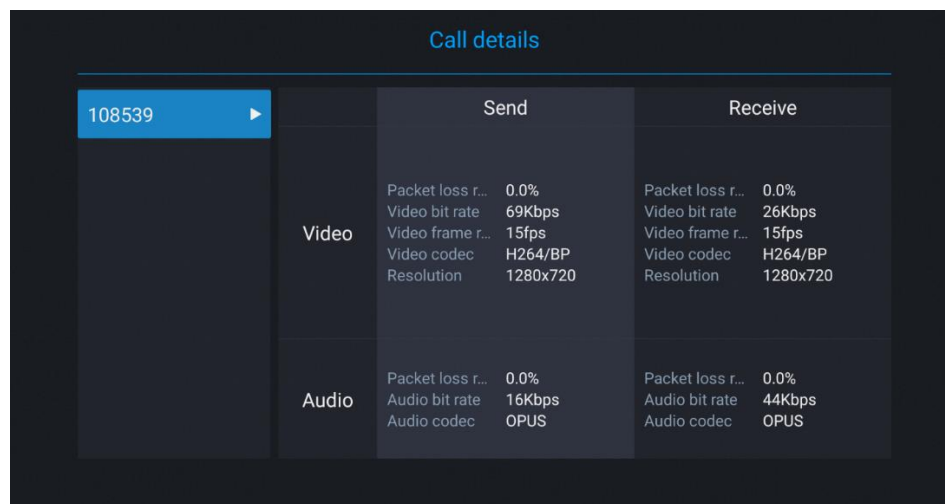 Call details
108539
Send
Receive
Video
Packet loss r... 0.0%
Video bit rate 69Kbps
Video frame r... 15fps
Video codec H264/BP
Resolution 1280x720
Packet loss r... 0.0%
Video bit rate 26Kbps
Video frame r... 15fps
Video codec H264/BP
Resolution 1280x720
Audio
Packet loss r... 0.0%
Audio bit rate 16Kbps
Audio codec OPUS
Packet loss r... 0.0%
Audio bit rate 44Kbps
Audio codec OPUS